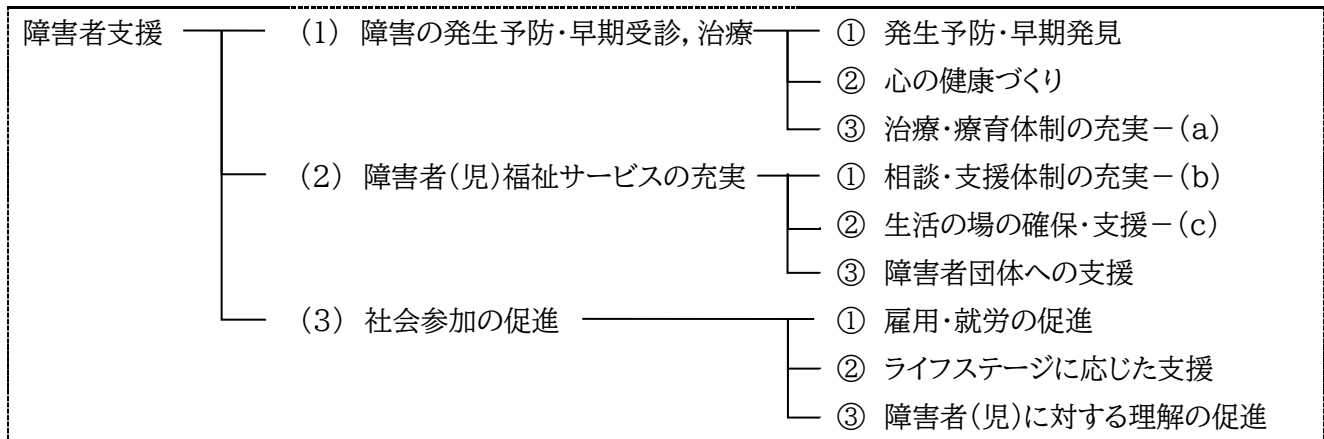 障害者支援 (1) 障害の発生予防・早期受診，治療 ① 発生予防・早期発見
② 心の健康づくり
③ 治療・療育体制の充実－(a)
(2) 障害者(児)福祉サービスの充実 ① 相談・支援体制の充実－(b)
② 生活の場の確保・支援－(c)
③ 障害者団体への支援
(3) 社会参加の促進 ① 雇用・就労の促進
② ライフステージに応じた支援
③ 障害者(児)に対する理解の促進